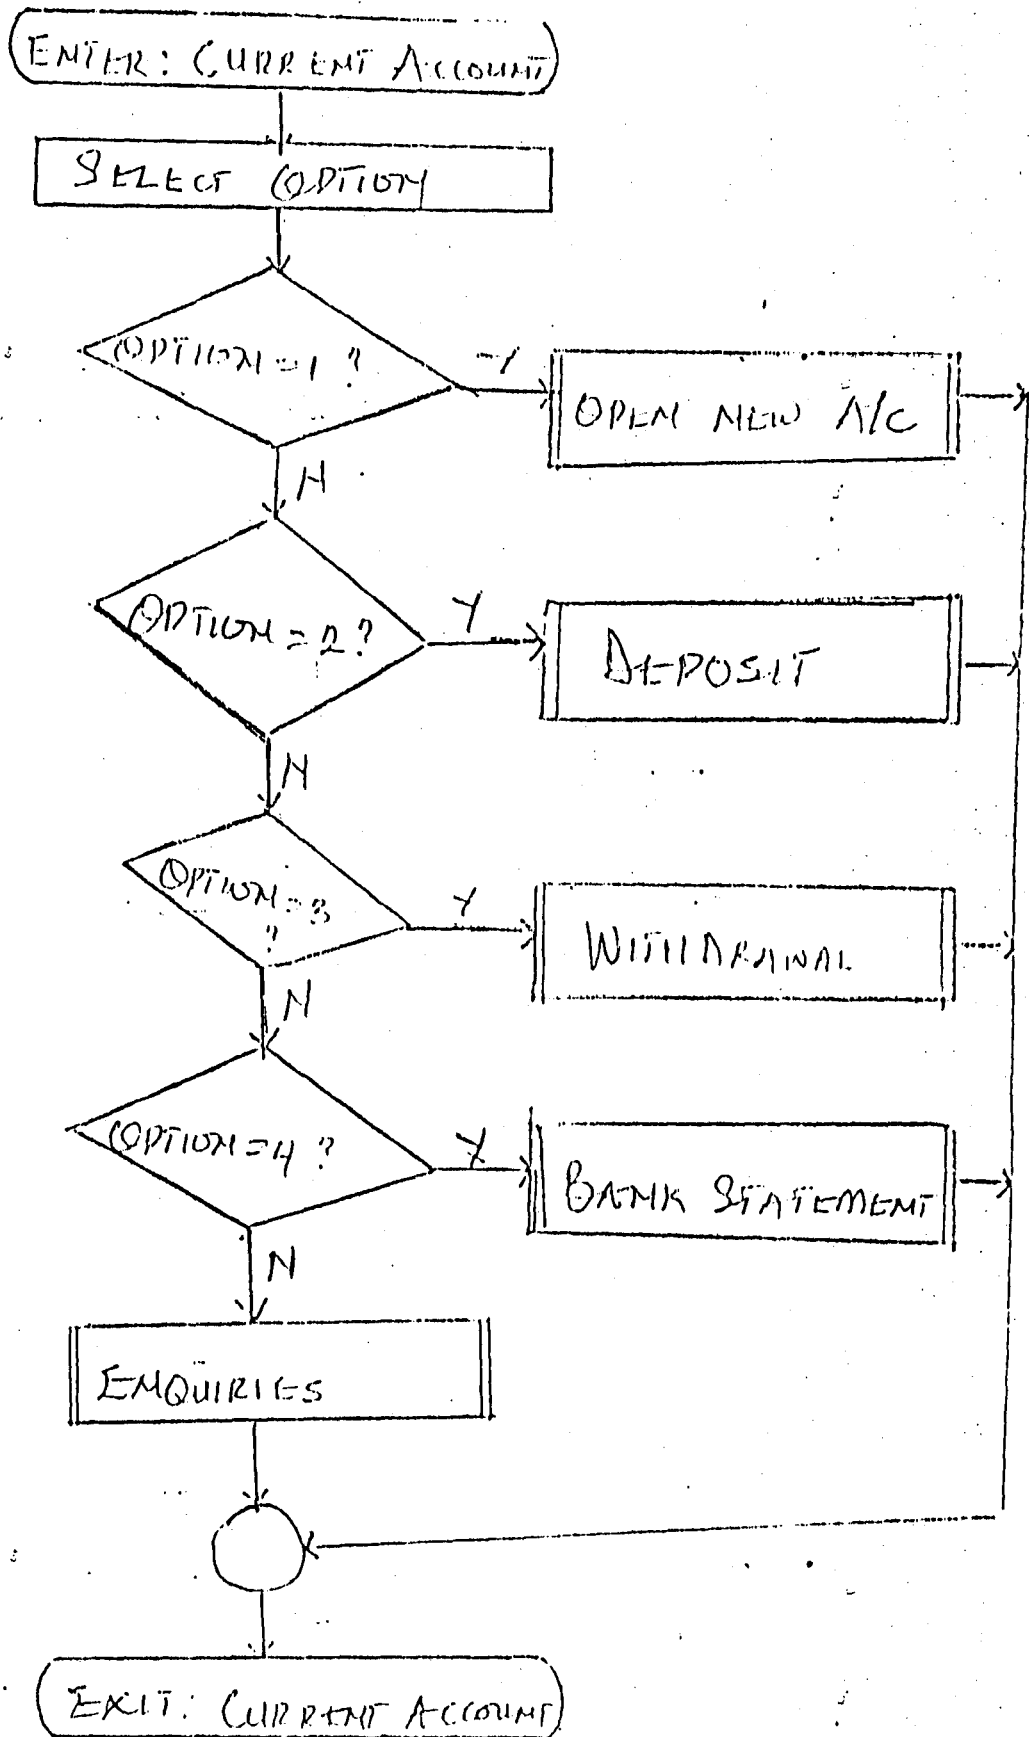 ENTER: CURRENT ACCOUNT
SELECT OPTION
OPTION=1 ?
Y
OPEN NEW A/C
N
OPTION=2?
Y
DEPOSIT
N
OPTION=3
?
Y
WITHDRAWAL
N
OPTION=4 ?
Y
BANK STATEMENT
N
ENQUIRIES
EXIT: CURRENT ACCOUNT